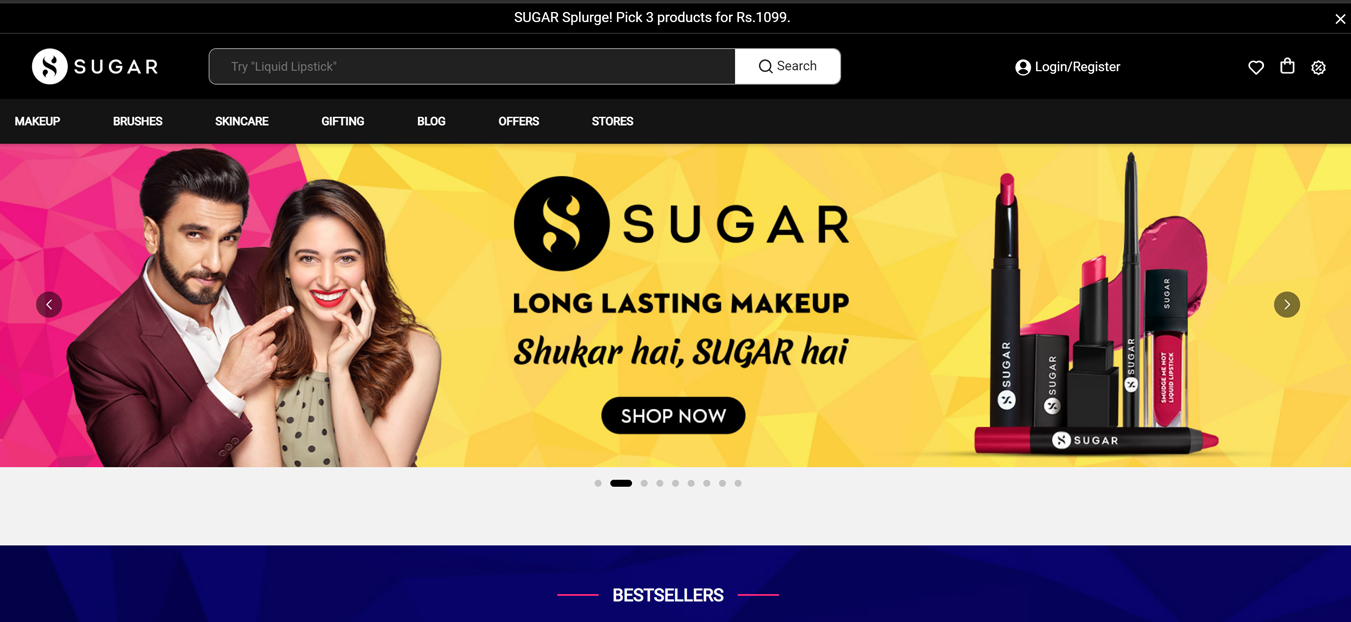 SUGAR Splurge! Pick 3 products for Rs.1099.
SUGAR
Try "Liquid Lipstick"
Search
Login/Register
MAKEUP
BRUSHES
SKINCARE
GIFTING
BLOG
OFFERS
STORES
SUGAR
LONG LASTING MAKEUP
Shukar hai, SUGAR hai
SHOP NOW
SUGAR
SUGAR
SUGAR
SUGAR
SMUDGE ME NOT
LIQUID LIPSTICK
SUGAR
BESTSELLERS